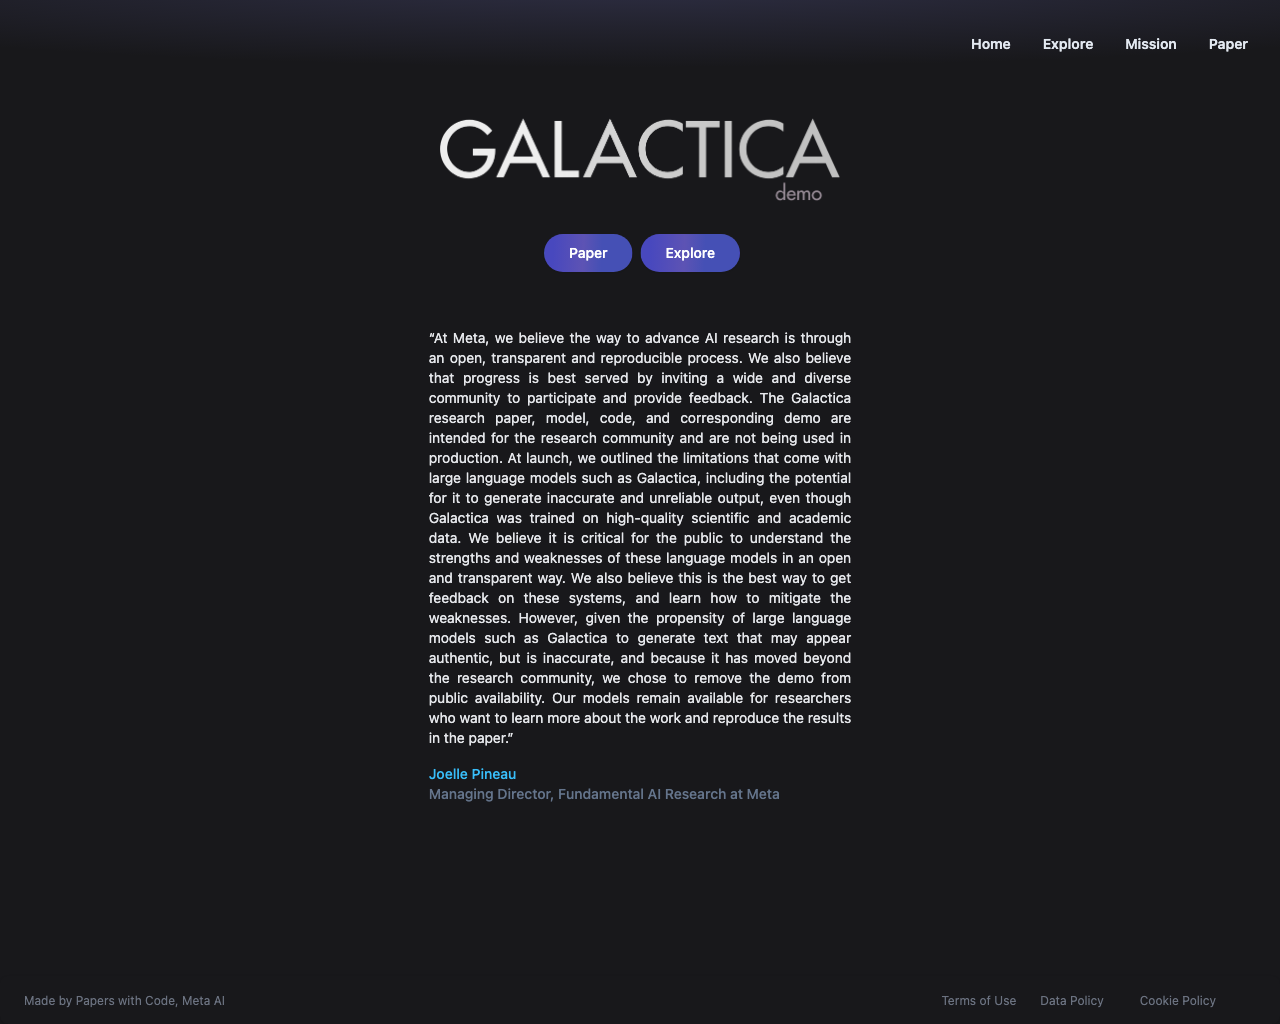 Home Explore Mission Paper
GALACTICA
demo
Paper Explore
“At Meta, we believe the way to advance AI research is through
an open, transparent and reproducible process. We also believe
that progress is best served by inviting a wide and diverse
community to participate and provide feedback. The Galactica
research paper, model, code, and corresponding demo are
intended for the research community and are not being used in
production. At launch, we outlined the limitations that come with
large language models such as Galactica, including the potential
for it to generate inaccurate and unreliable output, even though
Galactica was trained on high-quality scientific and academic
data. We believe it is critical for the public to understand the
strengths and weaknesses of these language models in an open
and transparent way. We also believe this is the best way to get
feedback on these systems, and learn how to mitigate the
weaknesses. However, given the propensity of large language
models such as Galactica to generate text that may appear
authentic, but is inaccurate, and because it has moved beyond
the research community, we chose to remove the demo from
public availability. Our models remain available for researchers
who want to learn more about the work and reproduce the results
in the paper.”
Joelle Pineau
Managing Director, Fundamental AI Research at Meta
Made by Papers with Code, Meta AI Terms of Use Data Policy Cookie Policy